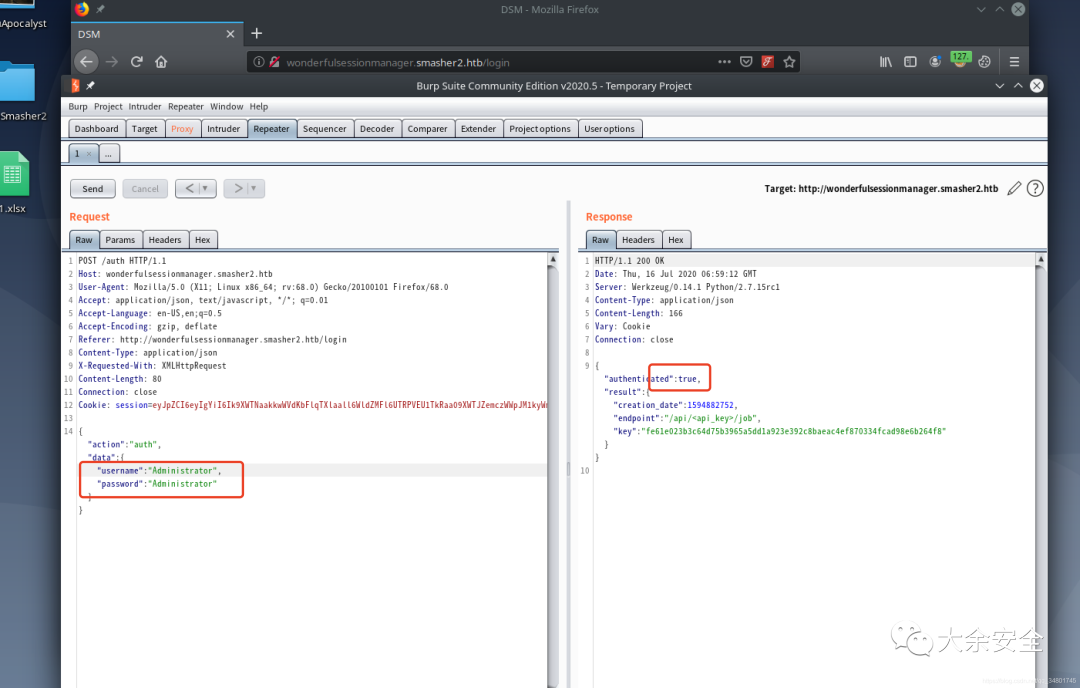 Apocalyst
Smasher2
1.xlsx
DSM - Mozilla Firefox
DSM
wonderfulsessionmanager.smasher2.htb/login
127.
Burp Suite Community Edition v2020.5 - Temporary Project
Burp Project Intruder Repeater Window Help
Dashboard Target Proxy Intruder Repeater Sequencer Decoder Comparer Extender Project options User options
1 × ...
Send Cancel < > Target: http://wonderfulsessionmanager.smasher2.htb
Request
Raw Params Headers Hex
1 POST /auth HTTP/1.1
2 Host: wonderfulsessionmanager.smasher2.htb
3 User-Agent: Mozilla/5.0 (X11; Linux x86_64; rv:68.0) Gecko/20100101 Firefox/68.0
4 Accept: application/json, text/javascript, */*; q=0.01
5 Accept-Language: en-US,en;q=0.5
6 Accept-Encoding: gzip, deflate
7 Referer: http://wonderfulsessionmanager.smasher2.htb/login
8 Content-Type: application/json
9 X-Requested-With: XMLHttpRequest
10 Content-Length: 80
11 Connection: close
12 Cookie:
13
14 {
"action":"auth",
"data":{
"username":"Administrator",
"password":"Administrator"
}
}
Response
Raw Headers Hex
1 HTTP/1.1 200 OK
2 Date: Thu, 16 Jul 2020 06:59:12 GMT
3 Server: Werkzeug/0.14.1 Python/2.7.15rc1
4 Content-Type: application/json
5 Content-Length: 166
6 Vary: Cookie
7 Connection: close
8
9 {
"authenticated":true,
"result":{
"creation_date":1594882752,
"endpoint":"/api/<api_key>/job",
"key":"fe61e023b3c64d75b3965a5dd1a923e392c8baeac4ef870334fcad98e6b264f8"
}
}
10
大余安全